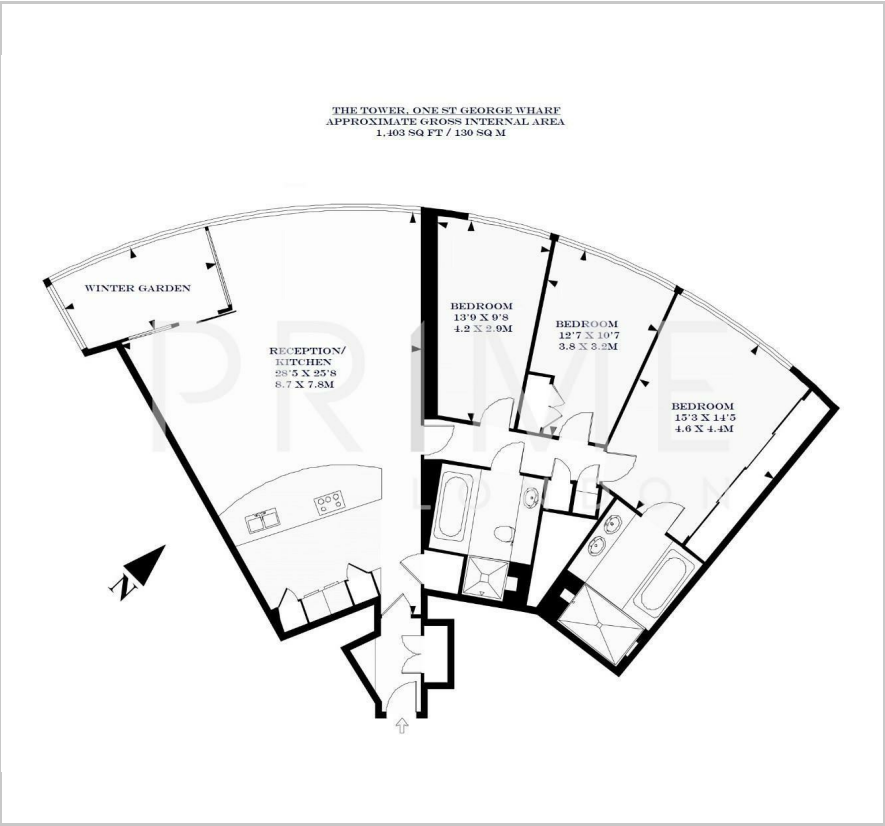 THE TOWER, ONE ST GEORGE WHARF
APPROXIMATE GROSS INTERNAL AREA
1,403 SQ FT / 130 SQ M
WINTER GARDEN
RECEPTION/
KITCHEN
28'5 X 25'8
8.7 X 7.8M
BEDROOM
13'9 X 9'8
4.2 X 2.9M
BEDROOM
12'7 X 10'7
3.8 X 3.2M
BEDROOM
15'3 X 14'5
4.6 X 4.4M
PRIME
LONDON
N